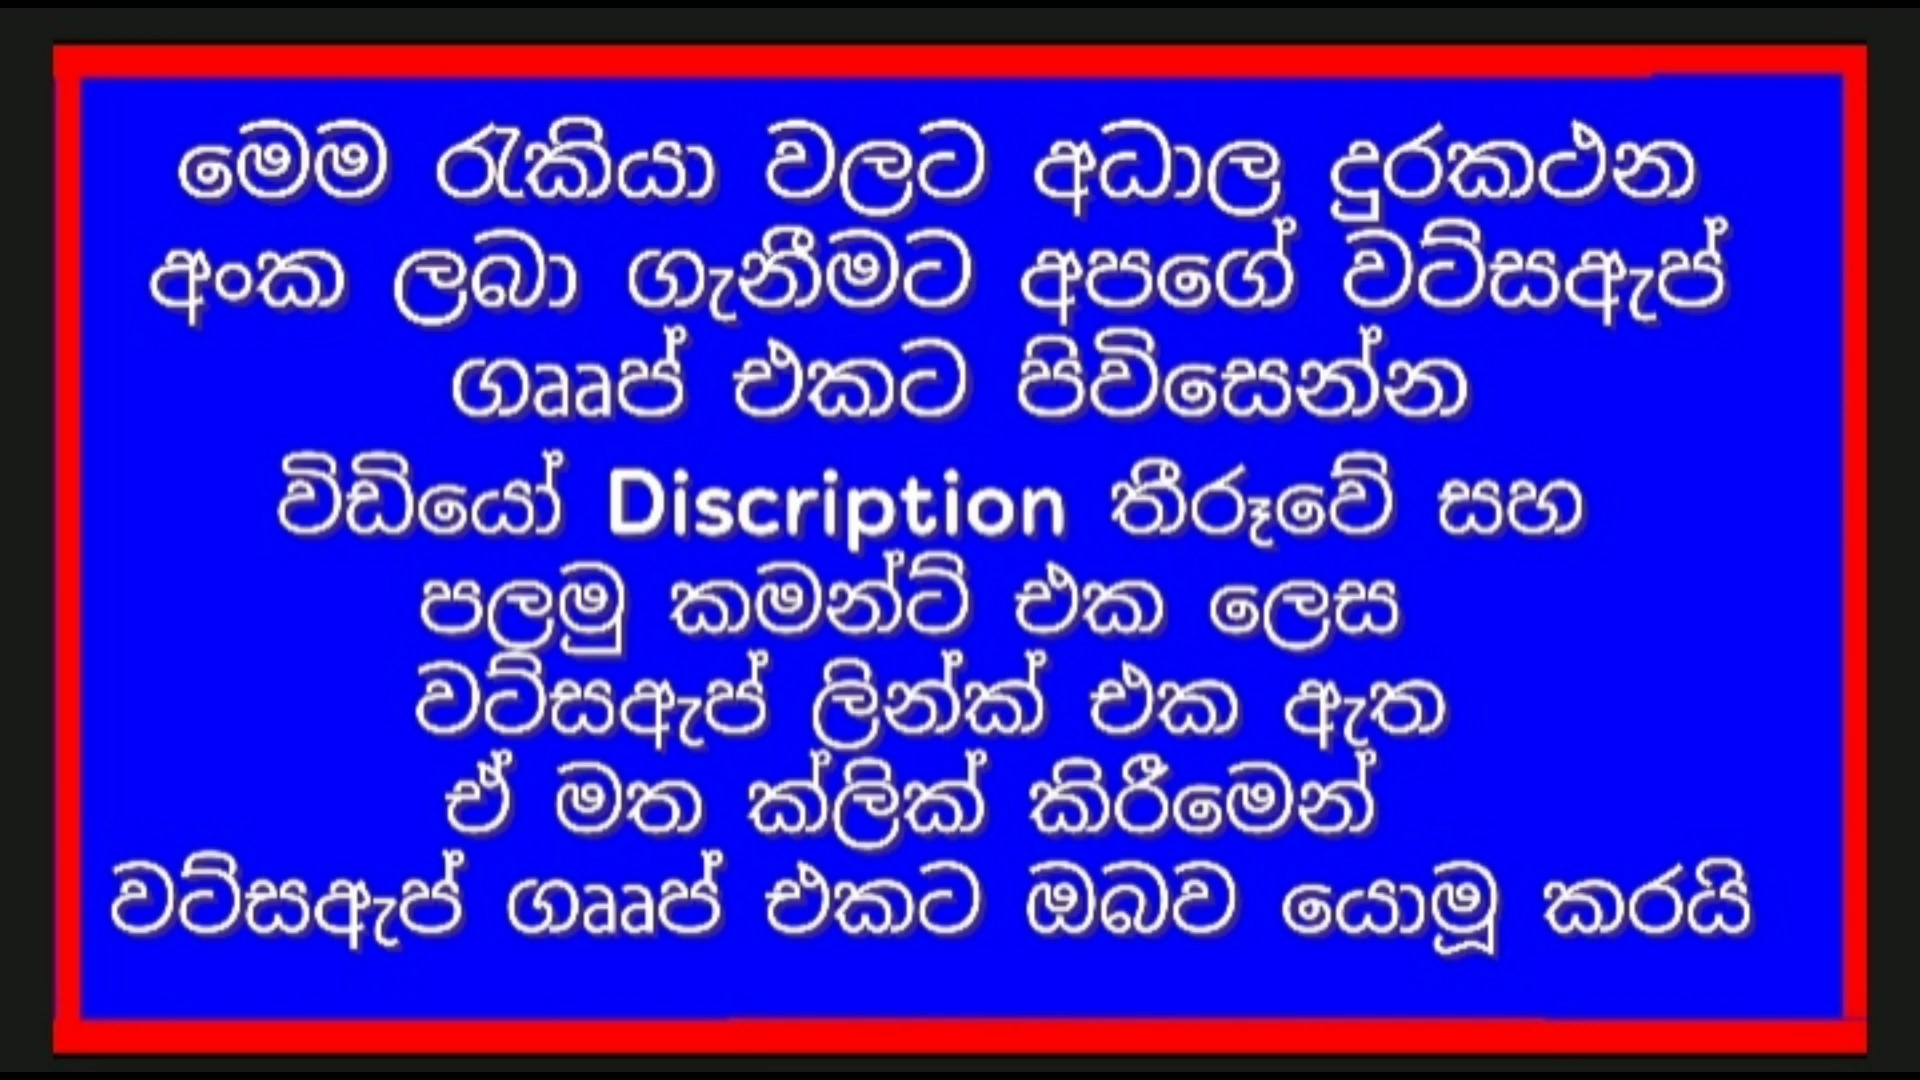 මෙම රැකියා වලට අධාල දුරකථන
අංක ලබා ගැනීමට අපගේ වට්සඇප්
ගෲප් එකට පිවිසෙන්න
විඩියෝ Discription තීරුවේ සහ
පලමු කමන්ට් එක ලෙස
වට්සඇප් ලින්ක් එක ඇත
ඒ මත ක්ලික් කිරීමෙන්
වට්සඇප් ගෲප් එකට ඔබව යොමූ කරයි